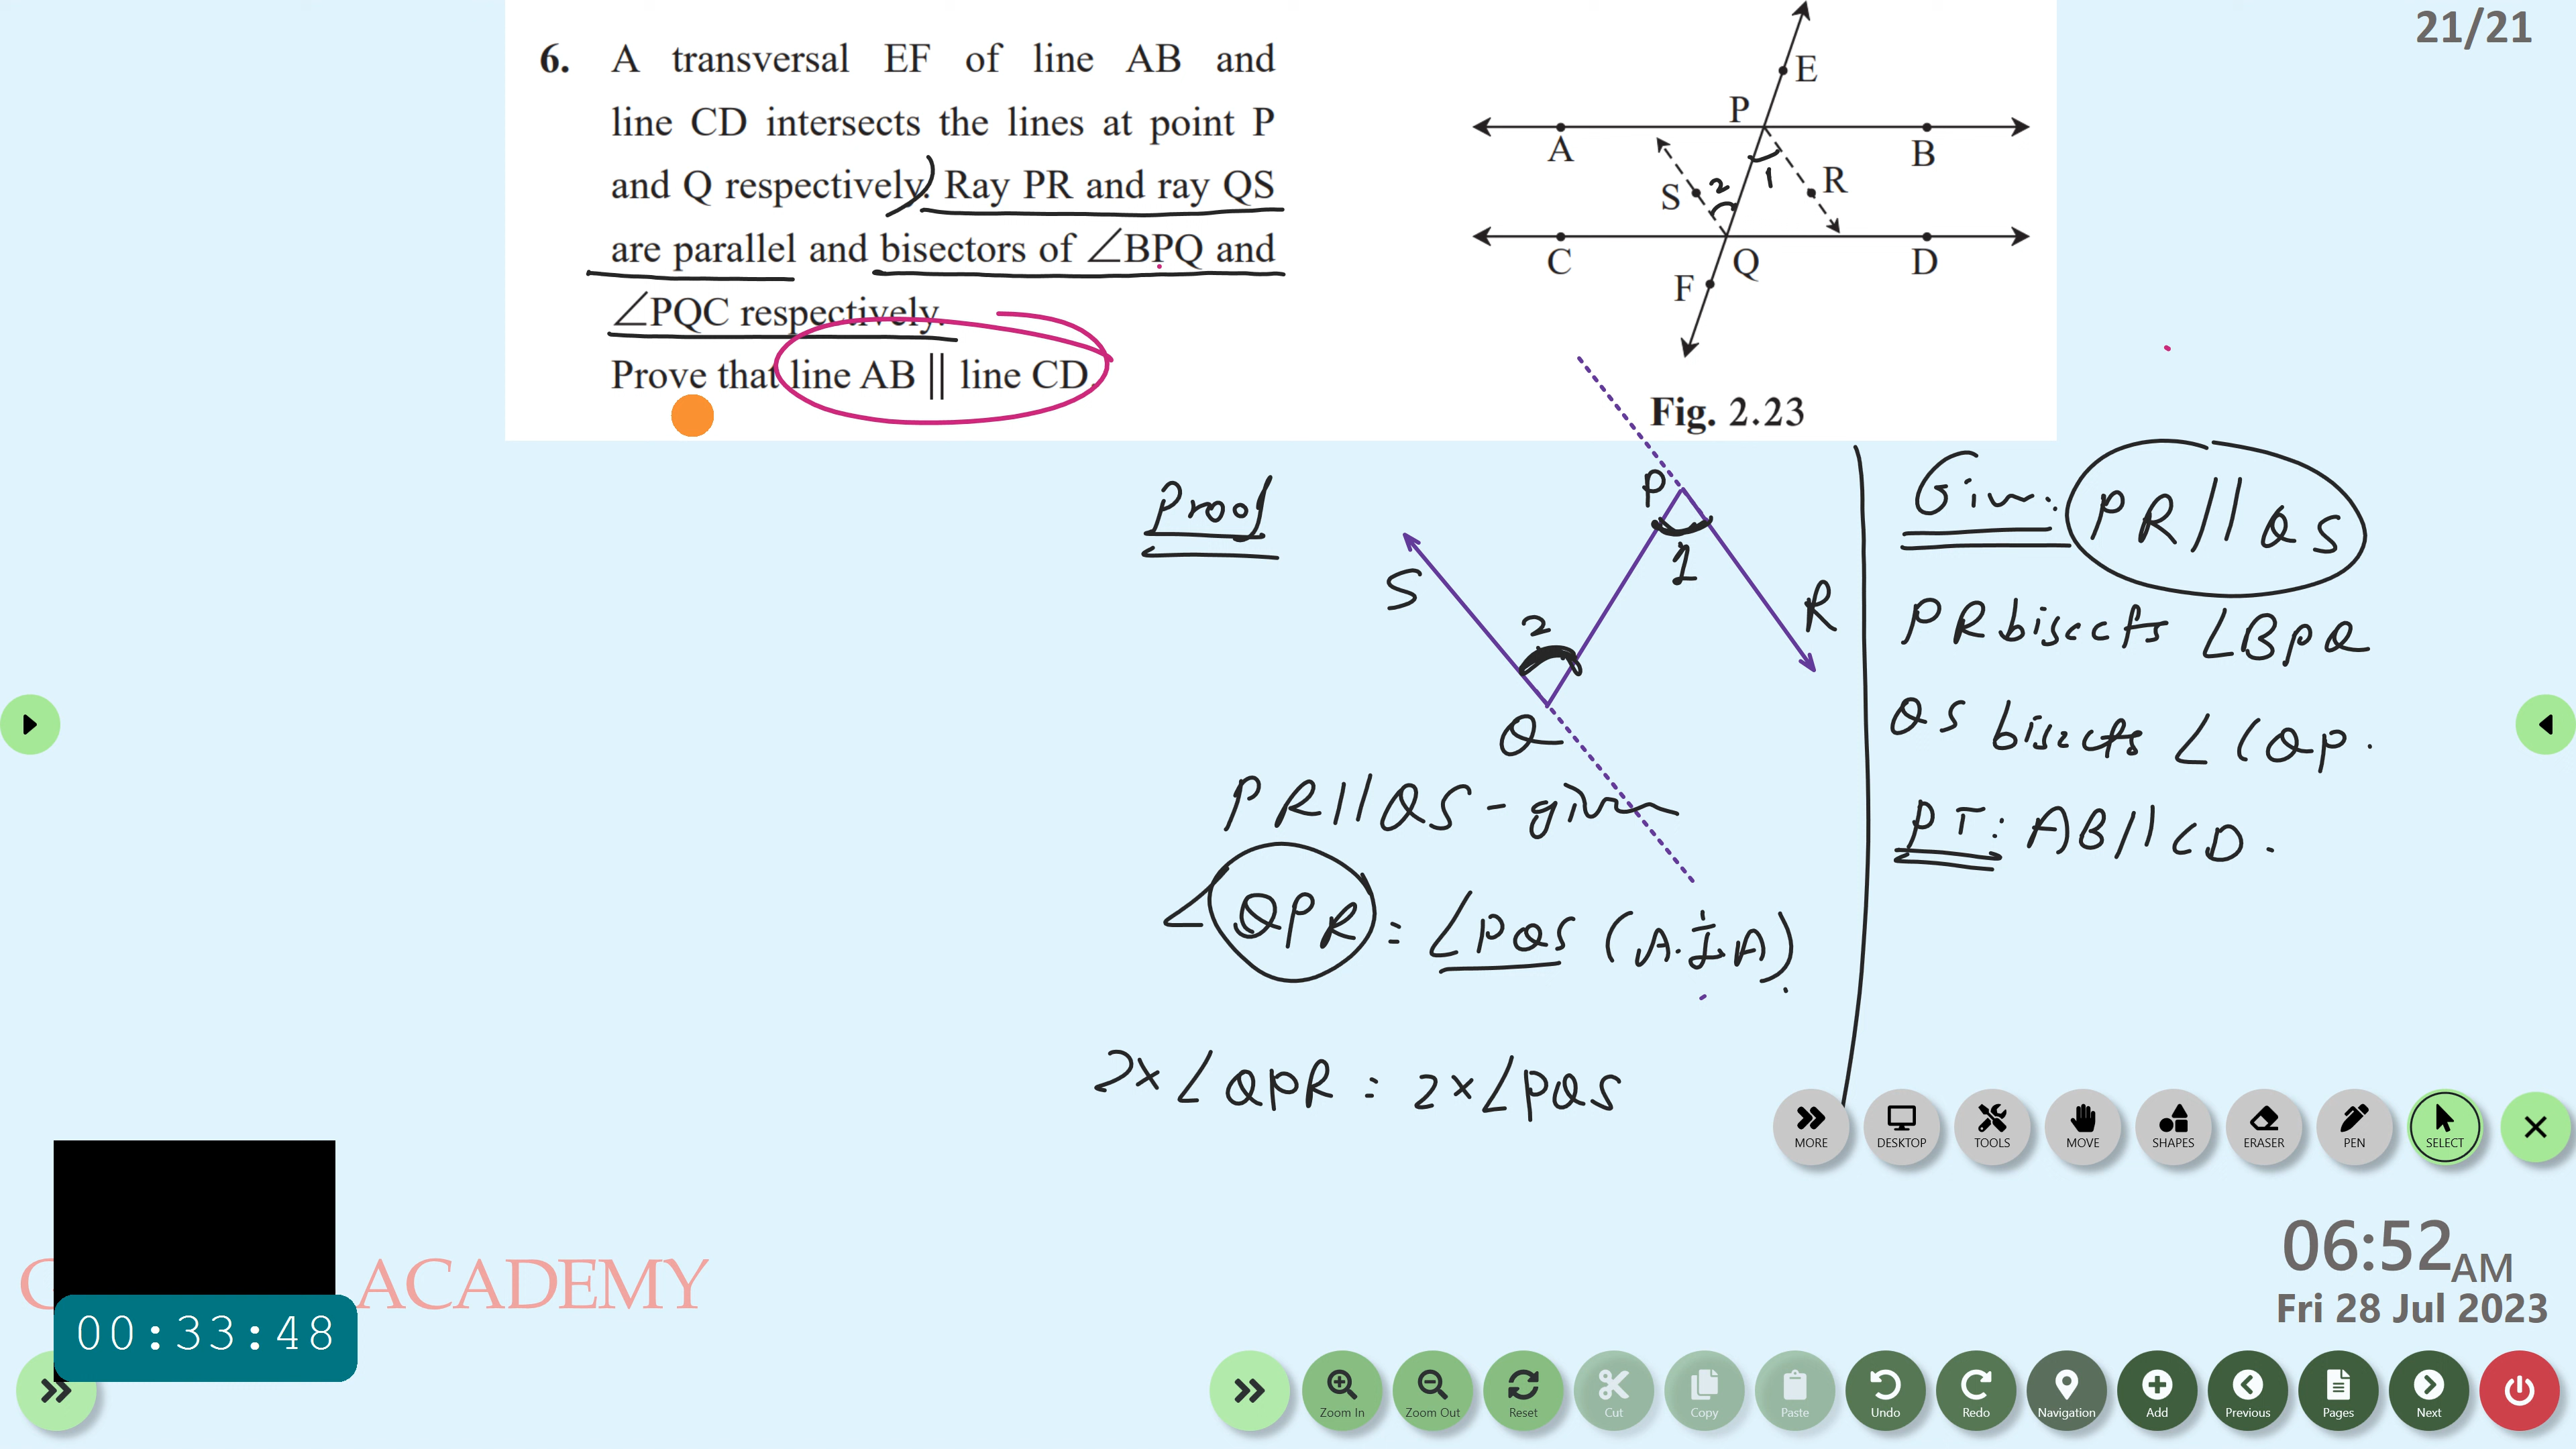 21/21
6. A transversal EF of line AB and
line CD intersects the lines at point P
and Q respectively. Ray PR and ray QS
are parallel and bisectors of ∠BPQ and
∠PQC respectively.
Prove that line AB || line CD.
E
P
A
B
S
2
1
R
C
Q
D
F
Fig. 2.23
Proof
P
1
S
R
2
Q
PR || QS - given
∠QPR = ∠PQS (A.I.A)
2× ∠QPR = 2×∠PQS
Given: PR || QS
PR bisects ∠BPQ
QS bisects ∠CQP.
PT: AB || CD.
MORE DESKTOP TOOLS MOVE SHAPES ERASER PEN SELECT
ACADEMY
00:33:48
06:52 AM
Fri 28 Jul 2023
Zoom In Zoom Out Reset Cut Copy Paste Undo Redo Navigation Add Previous Pages Next